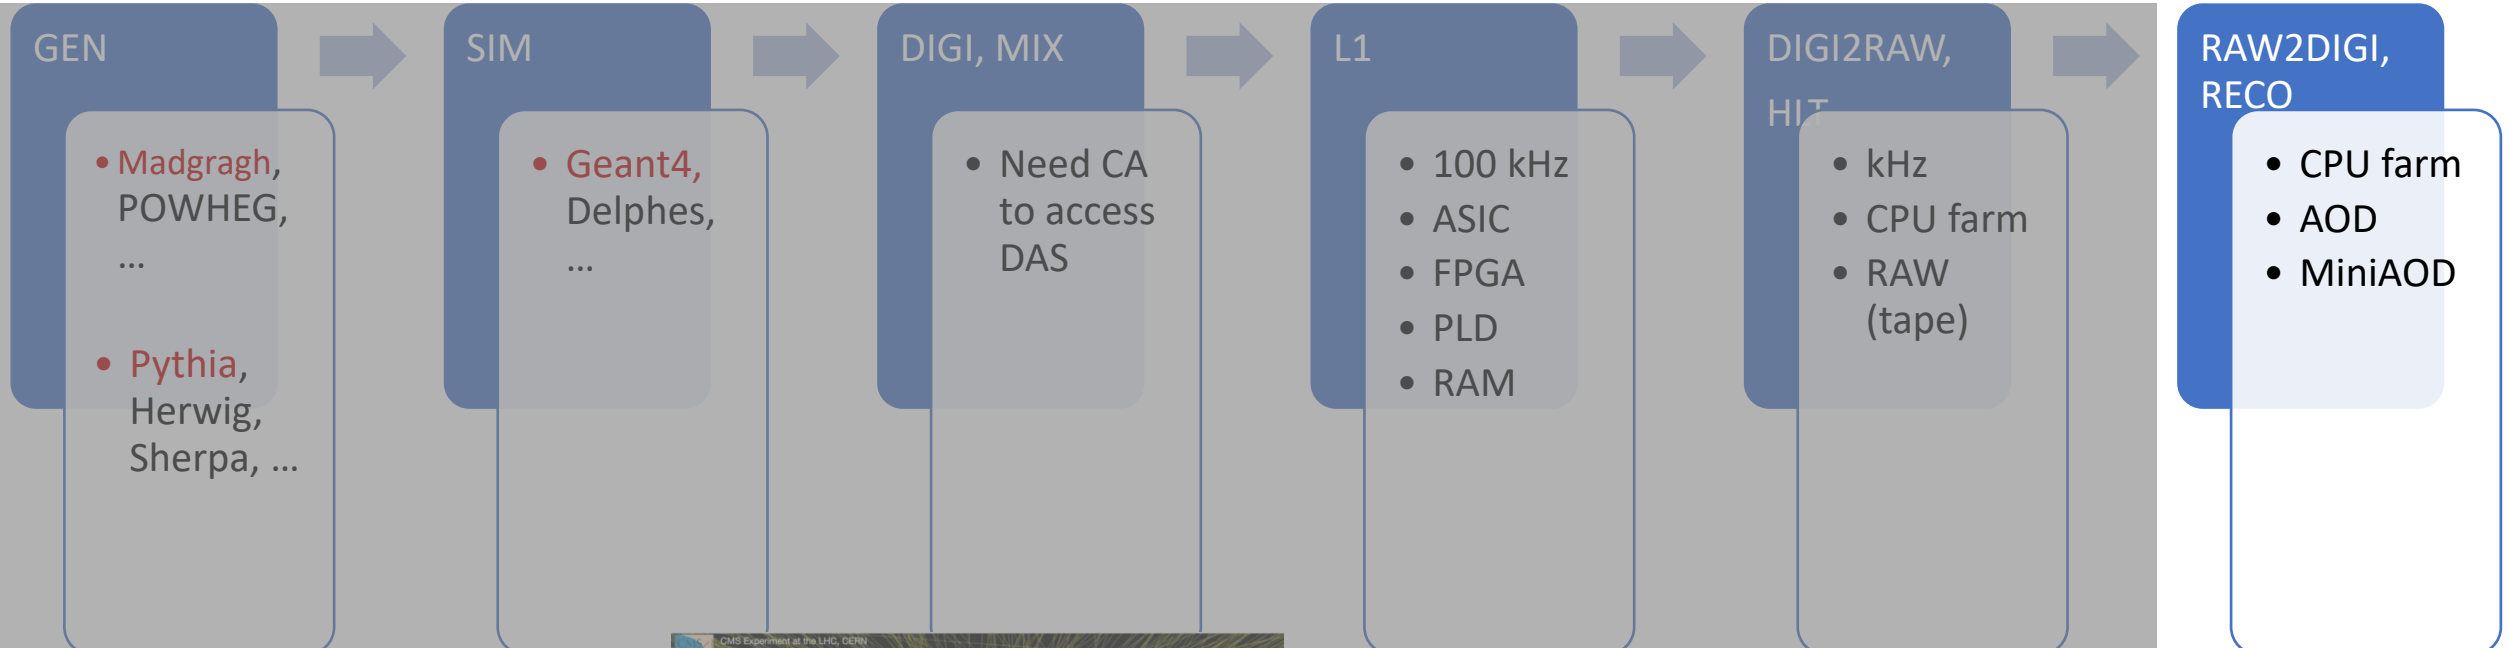 GEN
• Madgragh,
POWHEG,
...
• Pythia,
Herwig,
Sherpa, ...
SIM
• Geant4,
Delphes,
...
DIGI, MIX
• Need CA
to access
DAS
L1
• 100 kHz
• ASIC
• FPGA
• PLD
• RAM
DIGI2RAW,
HLT
• kHz
• CPU farm
• RAW
(tape)
RAW2DIGI,
RECO
• CPU farm
• AOD
• MiniAOD
CMS Experiment at the LHC, CERN